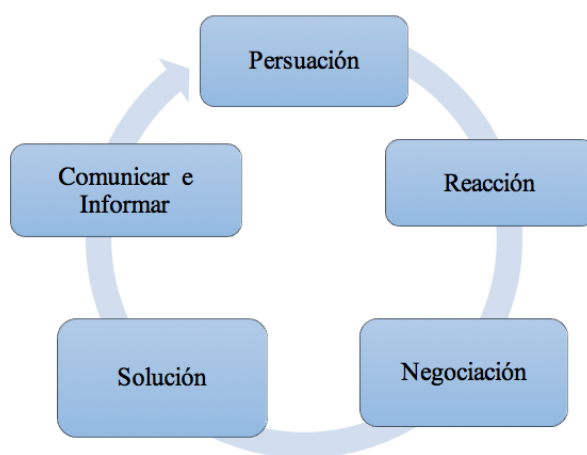 Persuación
Reacción
Negociación
Solución
Comunicar e
Informar